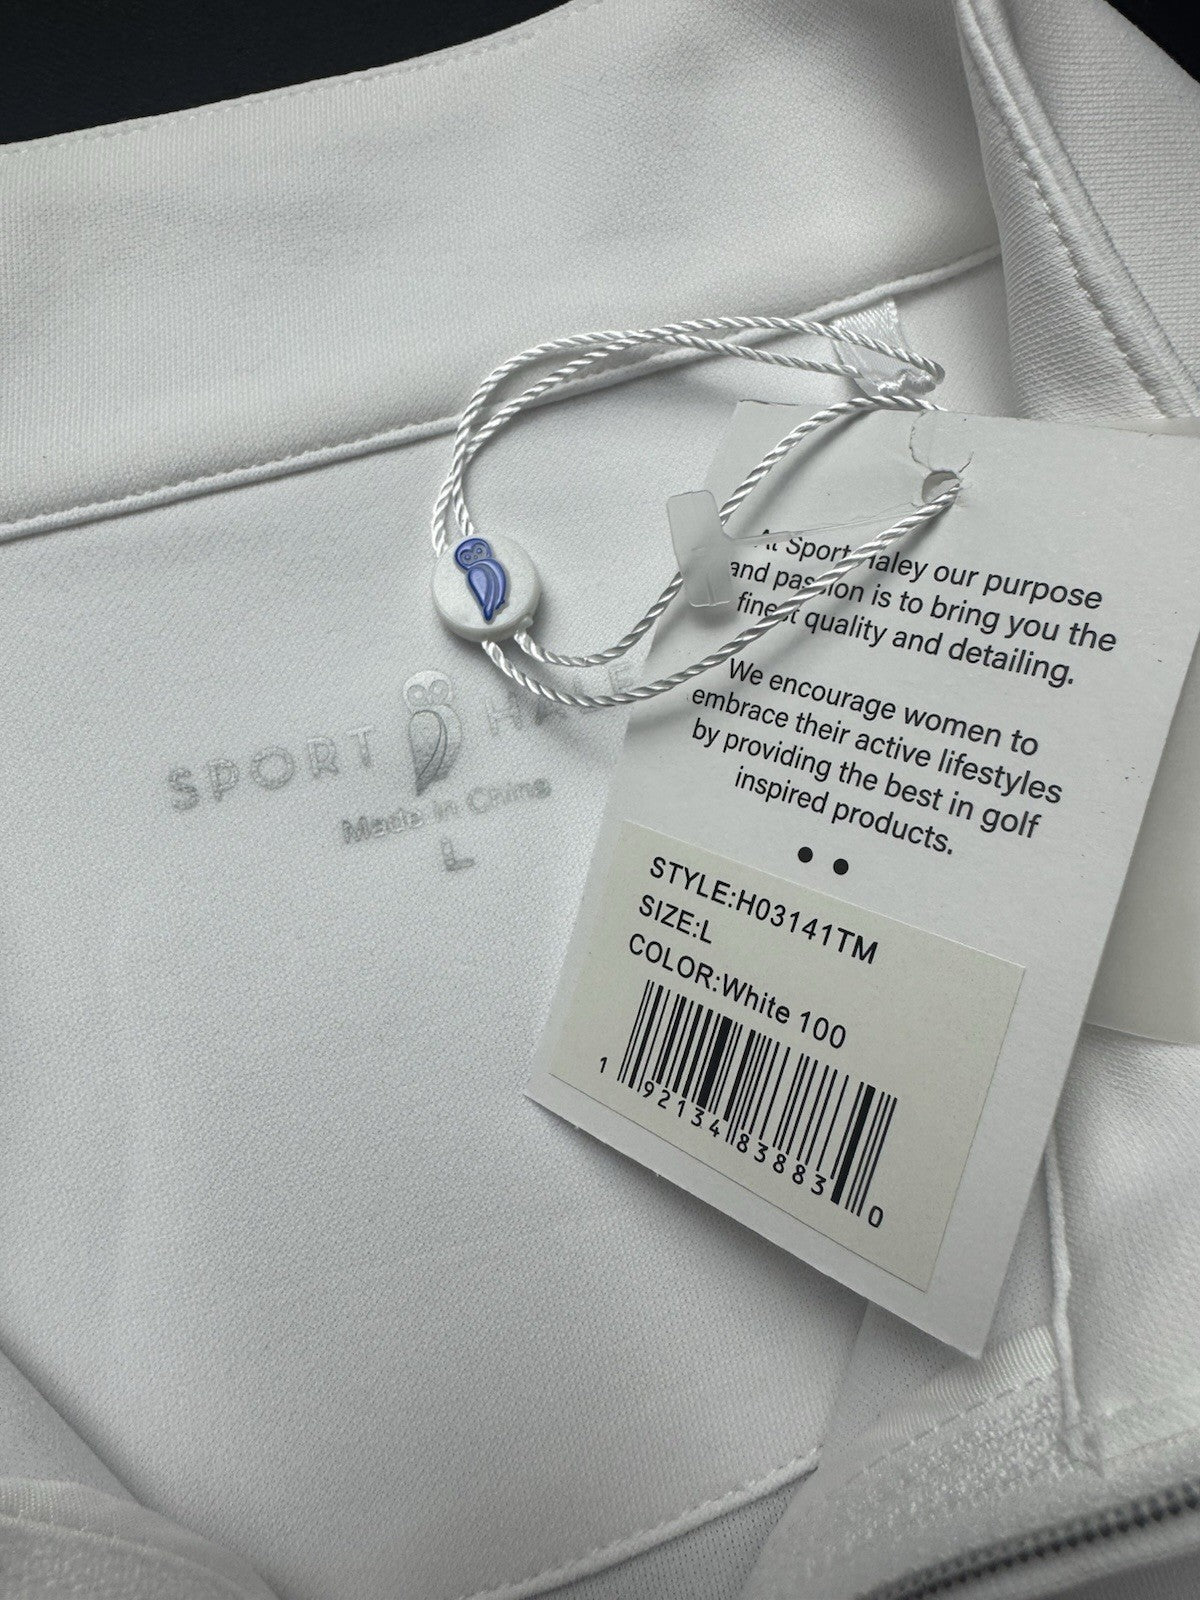 At Sport Haley our purpose
and passion is to bring you the
finest quality and detailing.
We encourage women to
embrace their active lifestyles
by providing the best in golf
inspired products.
STYLE:H03141TM
SIZE:L
COLOR:White 100
1 92134 83883 0
SPORT
Made in China
L